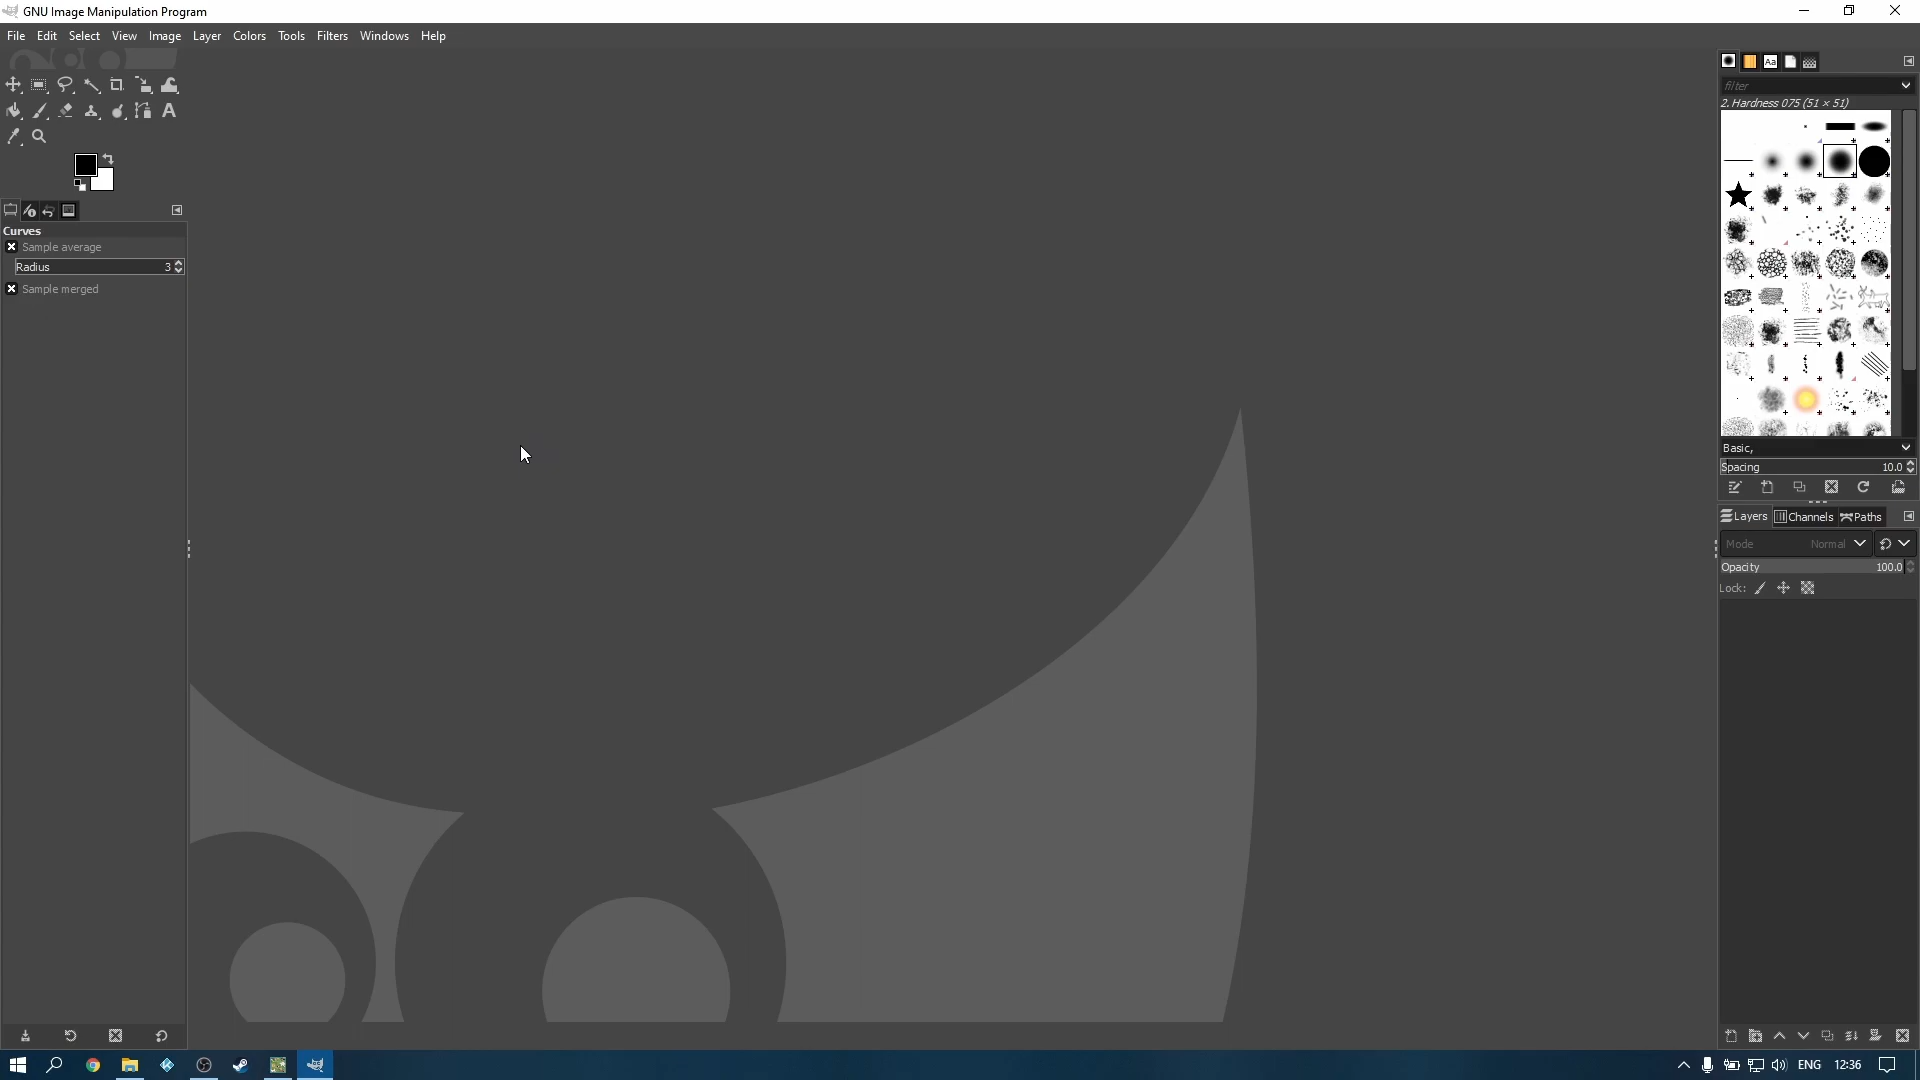 GNU Image Manipulation Program
File Edit Select View Image Layer Colors Tools Filters Windows Help
Curves
Sample average
Radius 3
Sample merged
Aa
filter
2. Hardness 075 (51 × 51)
Basic,
Spacing 10.0
Layers Channels Paths
Mode Normal
Opacity 100.0
Lock:
ENG 12:36